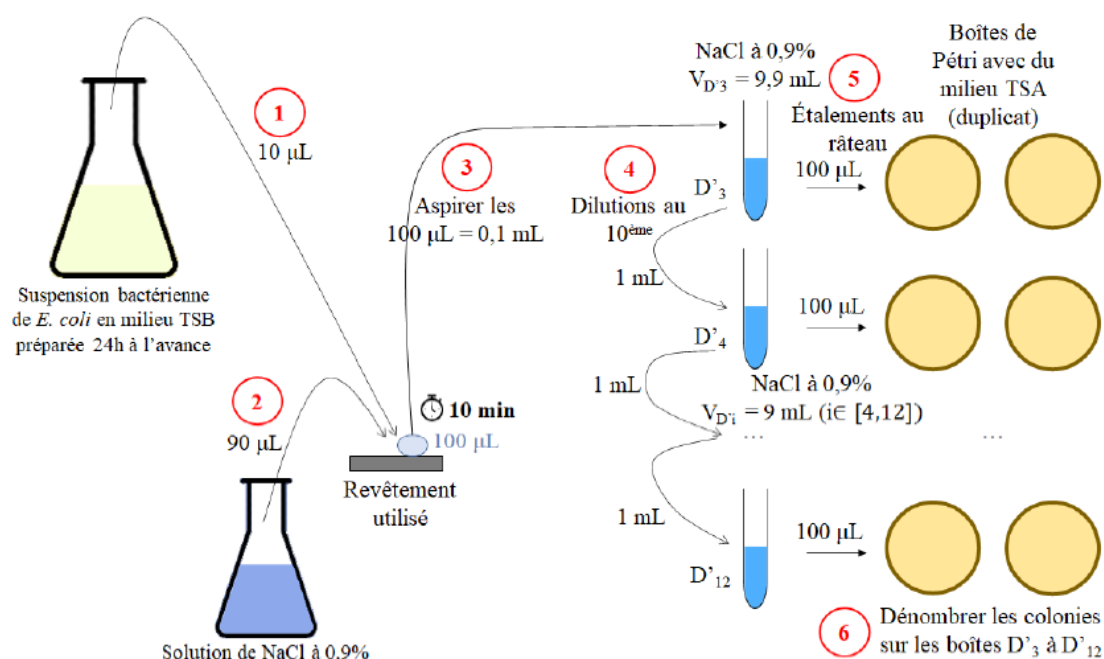 1
10 µL
Suspension bactérienne
de E. coli en milieu TSB
préparée 24h à l'avance
2
90 µL
Solution de NaCl à 0,9%
10 min
100 µL
Revêtement
utilisé
3
Aspirer les
100 µL = 0,1 mL
4
Dilutions au
10ème
NaCl à 0,9%
VD'3 = 9,9 mL
5
Étalements au
râteau
Boîtes de
Pétri avec du
milieu TSA
(duplicat)
D'3
100 µL
1 mL
D'4
100 µL
1 mL
NaCl à 0,9%
VD'i = 9 mL (i∈ [4,12])
... ...
1 mL
D'12
100 µL
6
Dénombrer les colonies
sur les boîtes D'3 à D'12